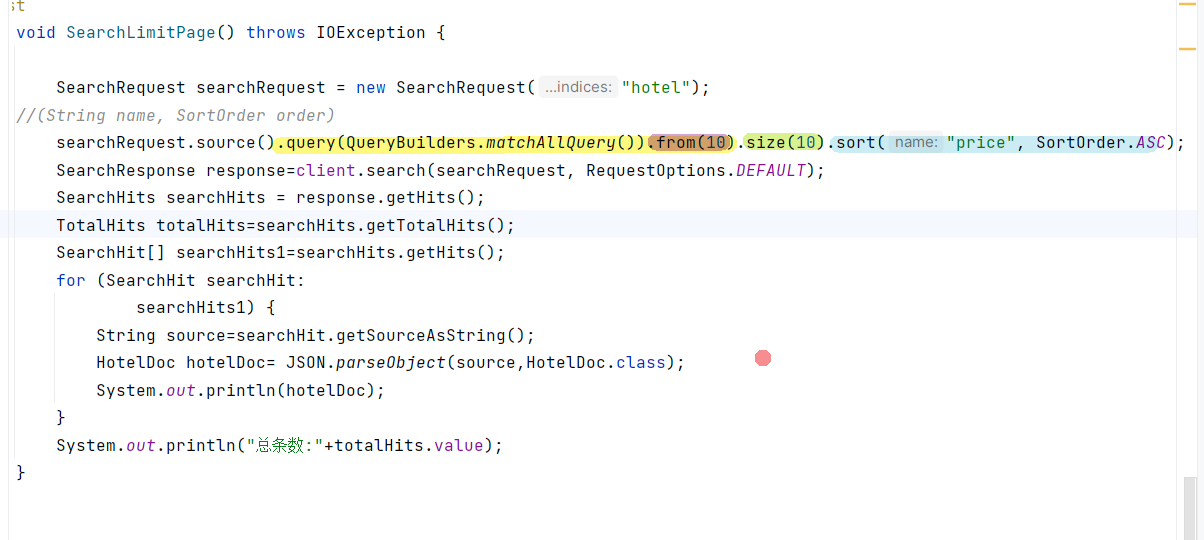 st
void SearchLimitPage() throws IOException {
SearchRequest searchRequest = new SearchRequest( ...indices: "hotel");
//(String name, SortOrder order)
searchRequest.source().query(QueryBuilders.matchAllQuery()).from(10).size(10).sort( name: "price", SortOrder.ASC);
SearchResponse response=client.search(searchRequest, RequestOptions.DEFAULT);
SearchHits searchHits = response.getHits();
TotalHits totalHits=searchHits.getTotalHits();
SearchHit[] searchHits1=searchHits.getHits();
for (SearchHit searchHit:
searchHits1) {
String source=searchHit.getSourceAsString();
HotelDoc hotelDoc= JSON.parseObject(source,HotelDoc.class);
System.out.println(hotelDoc);
}
System.out.println("总条数:"+totalHits.value);
}